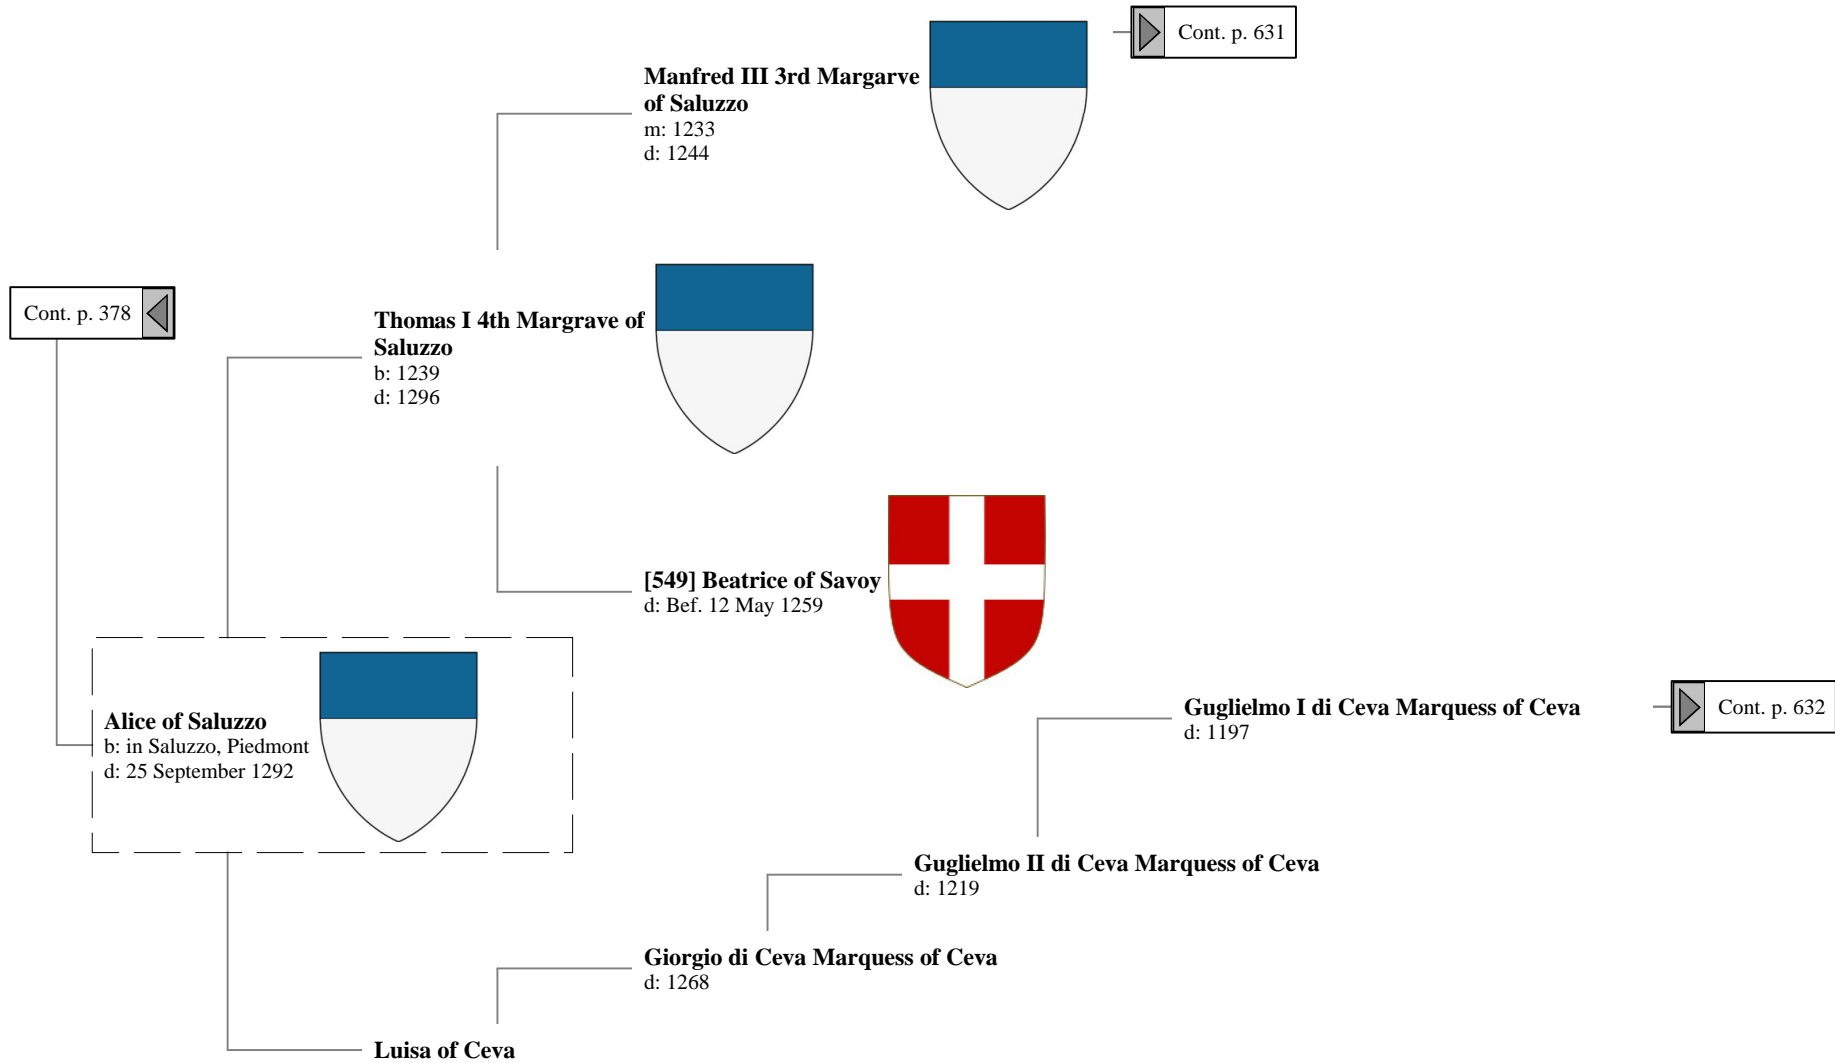 Cont. p. 631
Manfred III 3rd Margarve
of Saluzzo
m: 1233
d: 1244
Cont. p. 378
Thomas I 4th Margrave of
Saluzzo
b: 1239
d: 1296
[549] Beatrice of Savoy
d: Bef. 12 May 1259
Alice of Saluzzo
b: in Saluzzo, Piedmont
d: 25 September 1292
Guglielmo I di Ceva Marquess of Ceva
d: 1197
Cont. p. 632
Guglielmo II di Ceva Marquess of Ceva
d: 1219
Giorgio di Ceva Marquess of Ceva
d: 1268
Luisa of Ceva